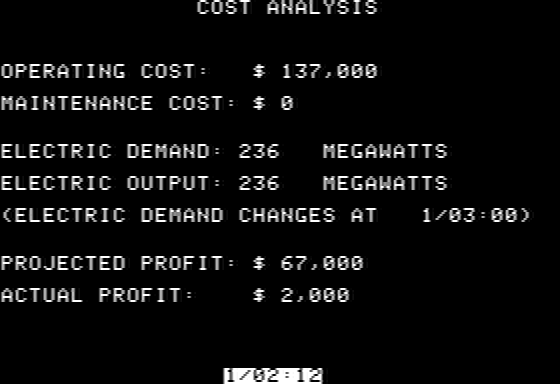 COST ANALYSIS
OPERATING COST: $ 137,000
MAINTENANCE COST: $ 0
ELECTRIC DEMAND: 236 MEGAWATTS
ELECTRIC OUTPUT: 236 MEGAWATTS
(ELECTRIC DEMAND CHANGES AT 1/03:00)
PROJECTED PROFIT: $ 67,000
ACTUAL PROFIT: $ 2,000
1/02:12